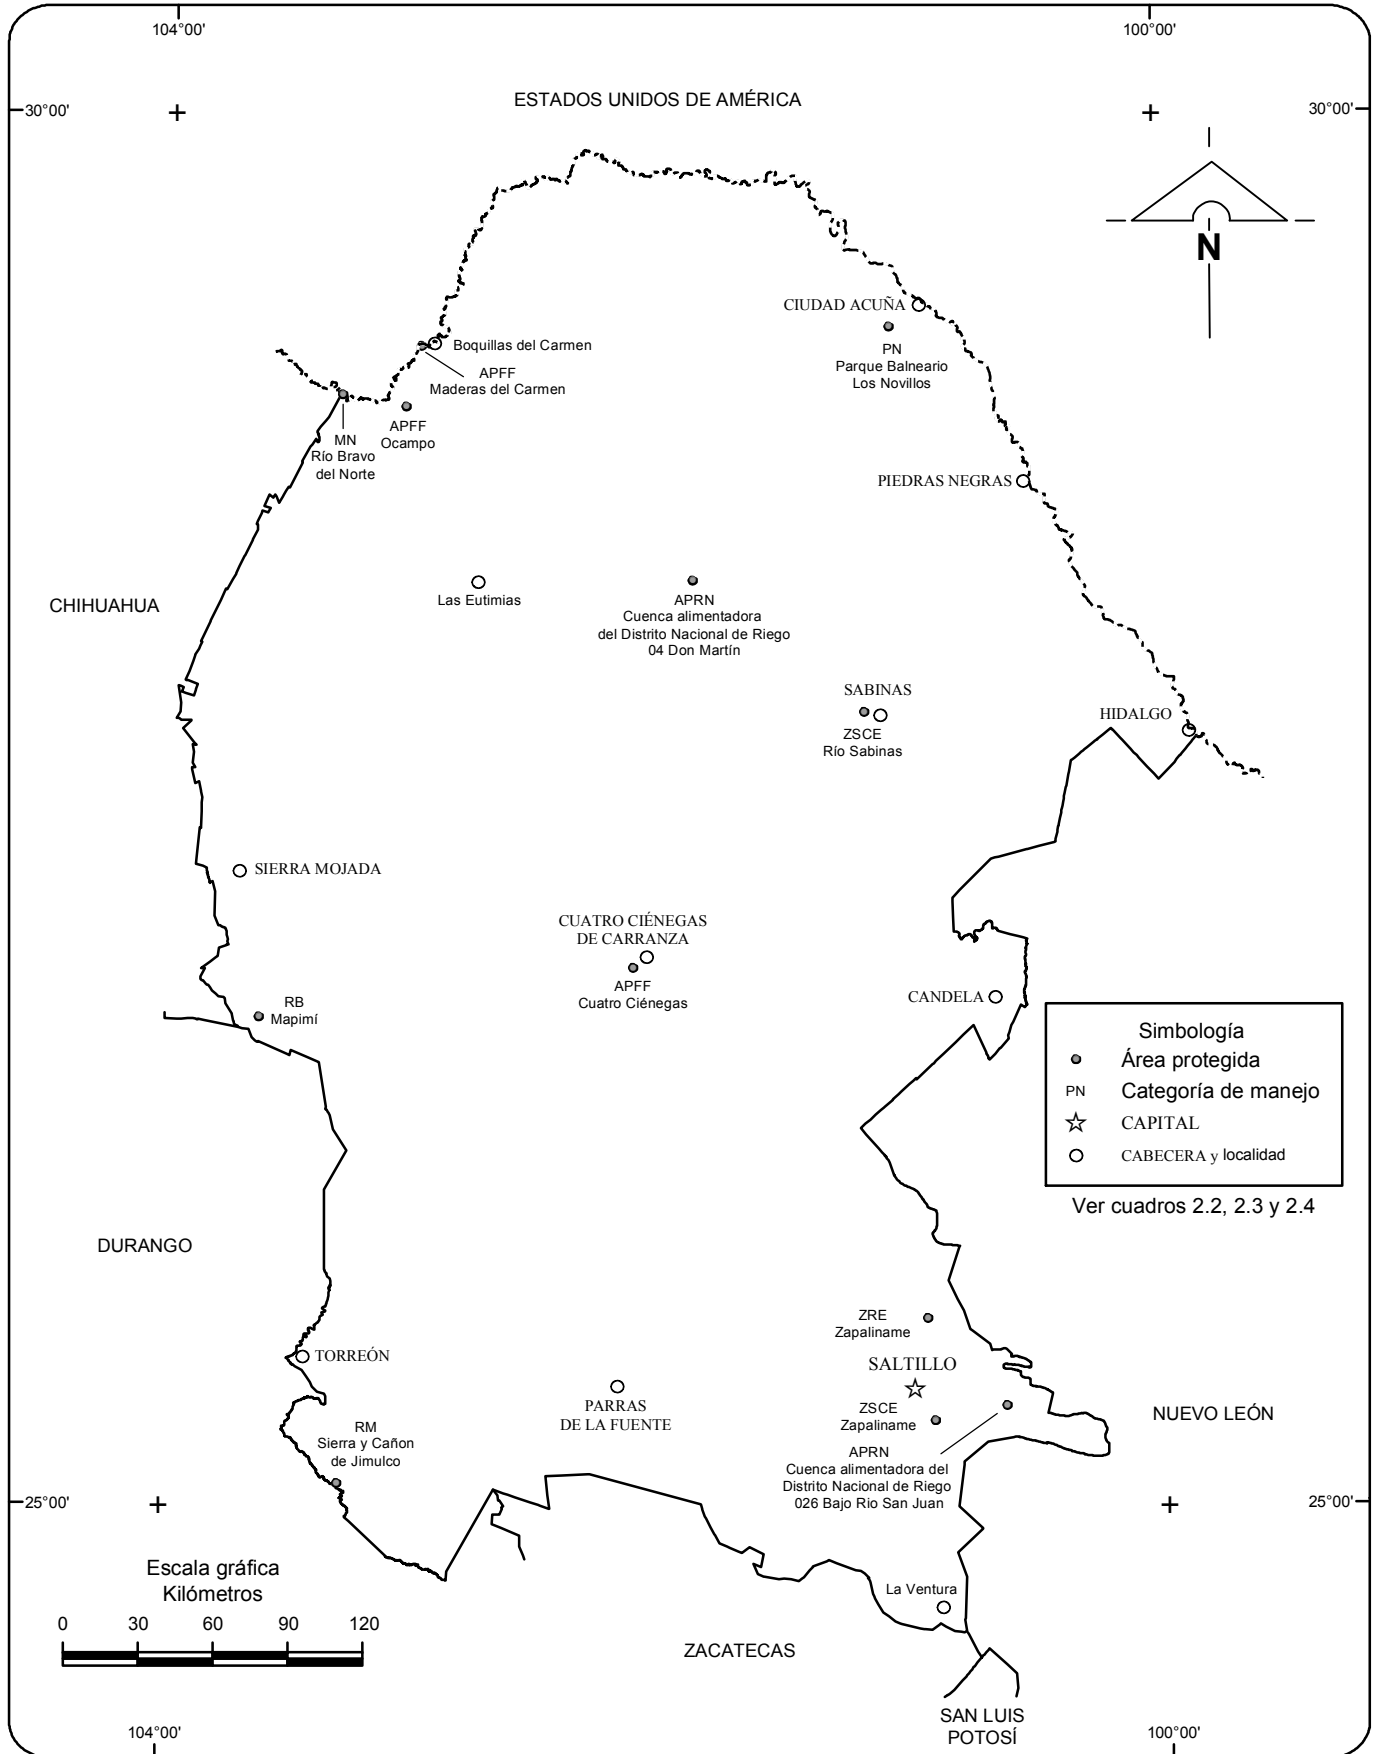 104°00'
100°00'
30°00'
ESTADOS UNIDOS DE AMÉRICA
30°00'
N
CIUDAD ACUÑA
PN
Parque Balneario
Los Novillos
Boquillas del Carmen
APFF
Maderas del Carmen
APFF
Ocampo
MN
Río Bravo
del Norte
PIEDRAS NEGRAS
CHIHUAHUA
Las Eutimias
APRN
Cuenca alimentadora
del Distrito Nacional de Riego
04 Don Martín
SABINAS
ZSCE
Río Sabinas
HIDALGO
SIERRA MOJADA
CUATRO CIÉNEGAS
DE CARRANZA
APFF
Cuatro Ciénegas
RB
Mapimí
CANDELA
Simbología
Área protegida
PN Categoría de manejo
CAPITAL
CABECERA y localidad
Ver cuadros 2.2, 2.3 y 2.4
DURANGO
ZRE
Zapaliname
TORREÓN
SALTILLO
PARRAS
DE LA FUENTE
ZSCE
Zapaliname
NUEVO LEÓN
RM
Sierra y Cañon
de Jimulco
APRN
Cuenca alimentadora del
Distrito Nacional de Riego
026 Bajo Rio San Juan
25°00'
25°00'
Escala gráfica
Kilómetros
0 30 60 90 120
La Ventura
ZACATECAS
SAN LUIS
POTOSÍ
104°00'
100°00'